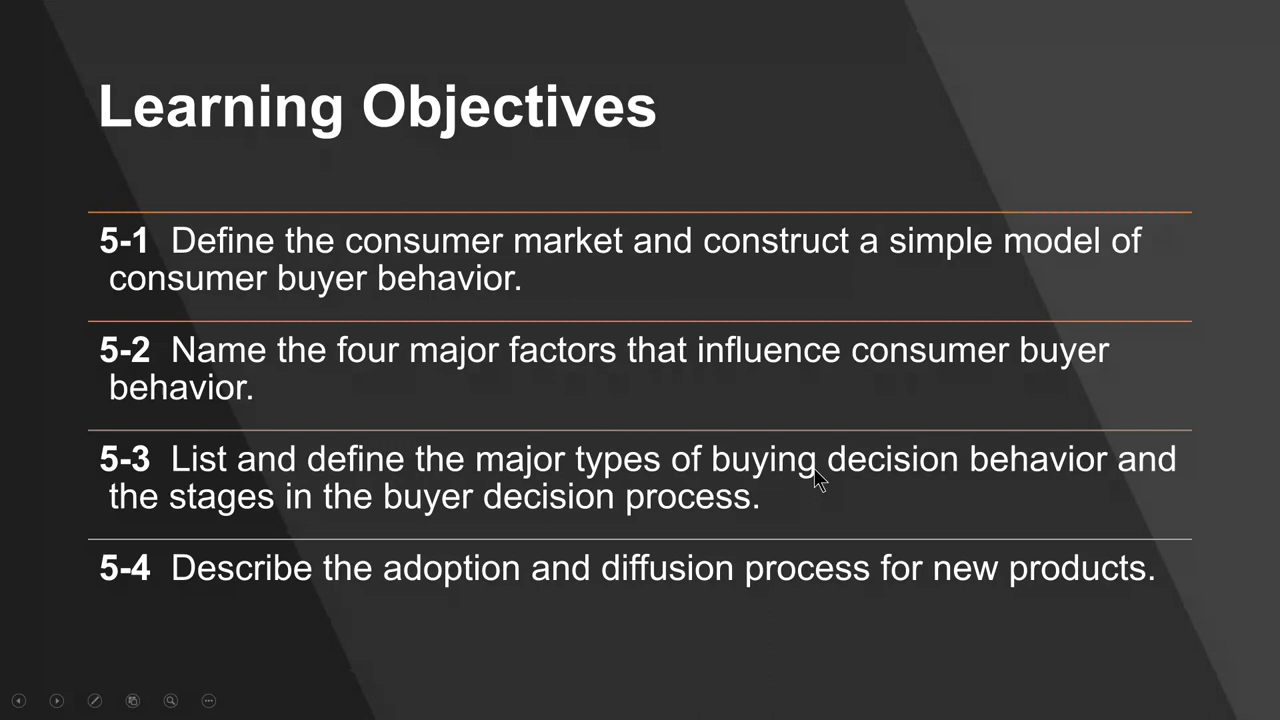 Learning Objectives
5-1 Define the consumer market and construct a simple model of
consumer buyer behavior.
5-2 Name the four major factors that influence consumer buyer
behavior.
5-3 List and define the major types of buying decision behavior and
the stages in the buyer decision process.
5-4 Describe the adoption and diffusion process for new products.